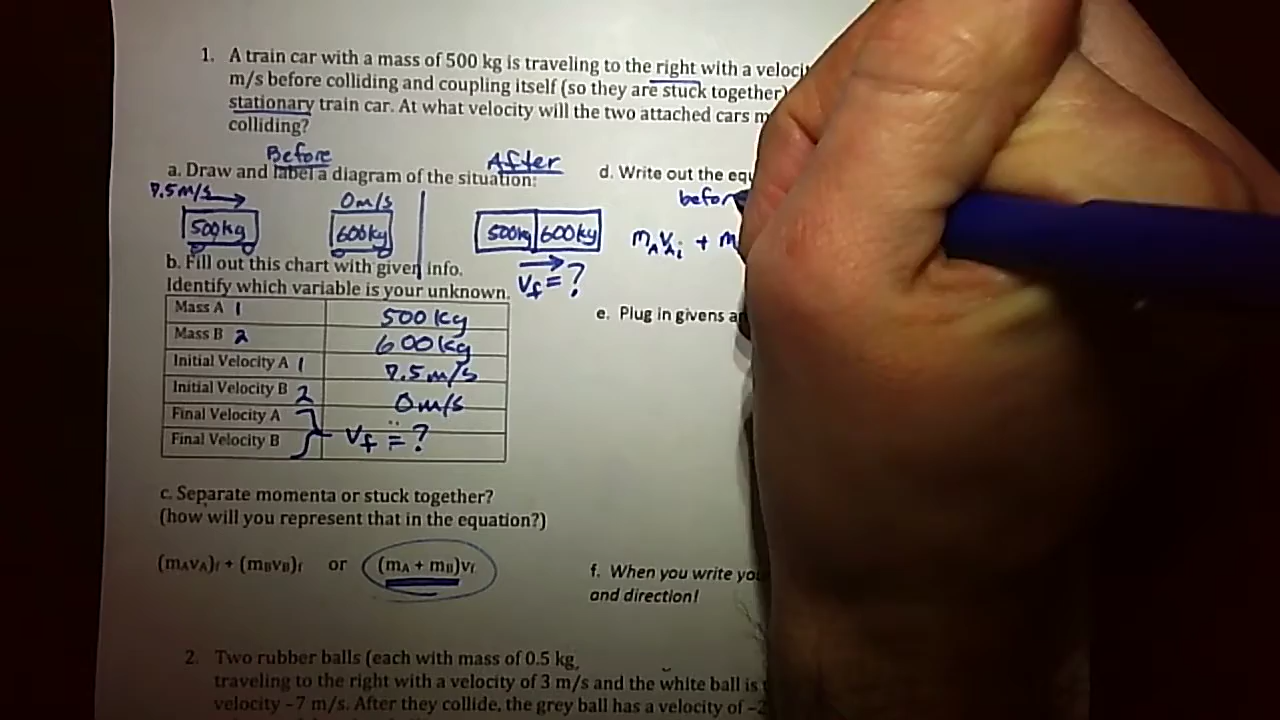 1. A train car with a mass of 500 kg is traveling to the right with a veloci
m/s before colliding and coupling itself (so they are stuck together)
stationary train car. At what velocity will the two attached cars m
colliding?
Before
After
a. Draw and label a diagram of the situation:
7.5m/s
0m/s
500kg
600kg
500kg 600kg
Vf = ?
b. Fill out this chart with given info.
Identify which variable is your unknown.
Mass A 1 500 kg
Mass B 2 600kg
Initial Velocity A 1 7.5m/s
Initial Velocity B 2 0m/s
Final Velocity A
Final Velocity B
Vf = ?
c. Separate momenta or stuck together?
(how will you represent that in the equation?)
(mAvA)f + (mBvB)f or (mA + mB)vf
d. Write out the equ
befor
mAVAi + m
e. Plug in givens a
f. When you write yo
and direction!
2. Two rubber balls (each with mass of 0.5 kg,
traveling to the right with a velocity of 3 m/s and the white ball is
velocity –7 m/s. After they collide, the grey ball has a velocity of –2